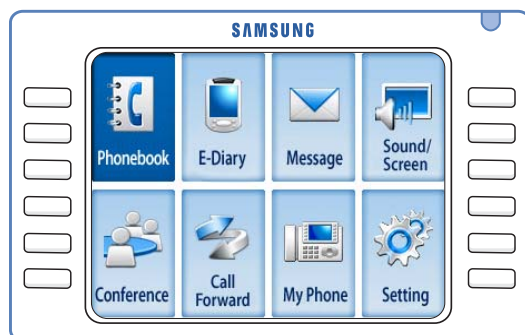 SAMSUNG
Phonebook
E-Diary
Message
Sound/
Screen
Conference
Call
Forward
My Phone
Setting